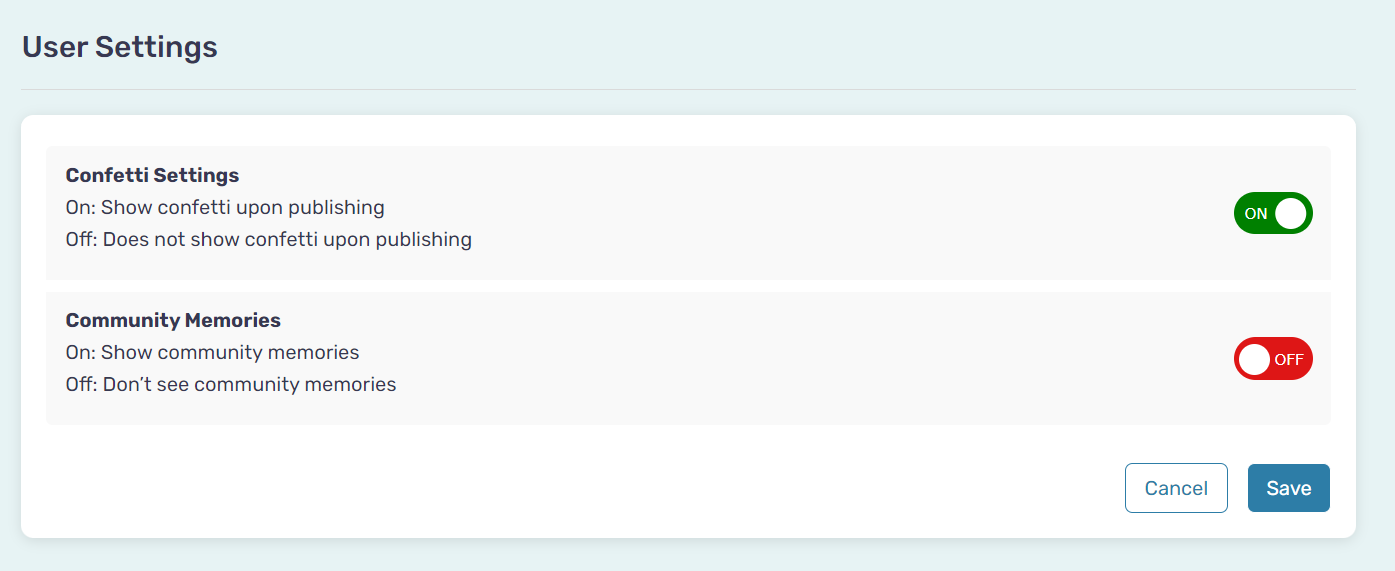 User Settings
Confetti Settings
On: Show confetti upon publishing
Off: Does not show confetti upon publishing
ON
Community Memories
On: Show community memories
Off: Don’t see community memories
OFF
Cancel
Save